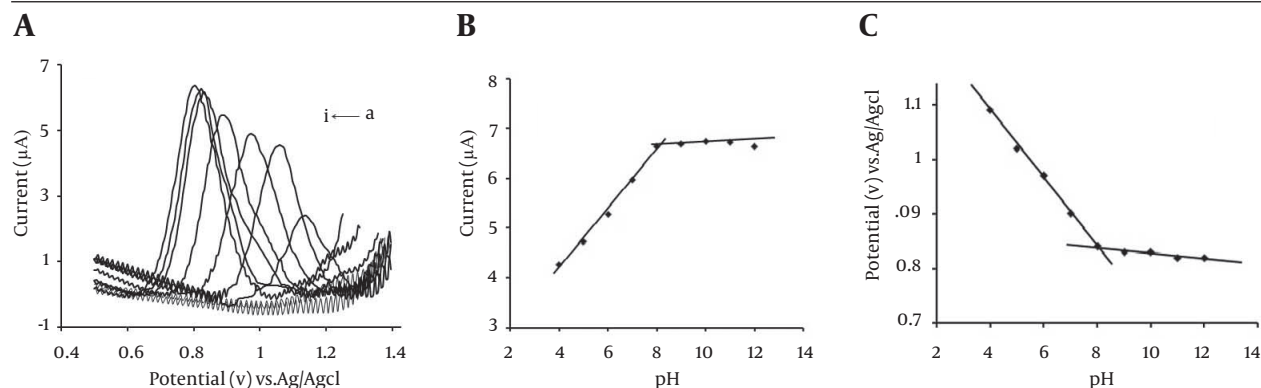 A
7
5
3
1
-1
0.4 0.6 0.8 1 1.2 1.4
Current (µA)
Potential (v) vs.Ag/Agcl
i ← a
B
8
7
6
5
4
3
2 4 6 8 10 12 14
Current (µA)
pH
C
1.1
1
.09
0.8
0.7
2 4 6 8 10 12 14
Potential (v) vs.Ag/Agcl
pH